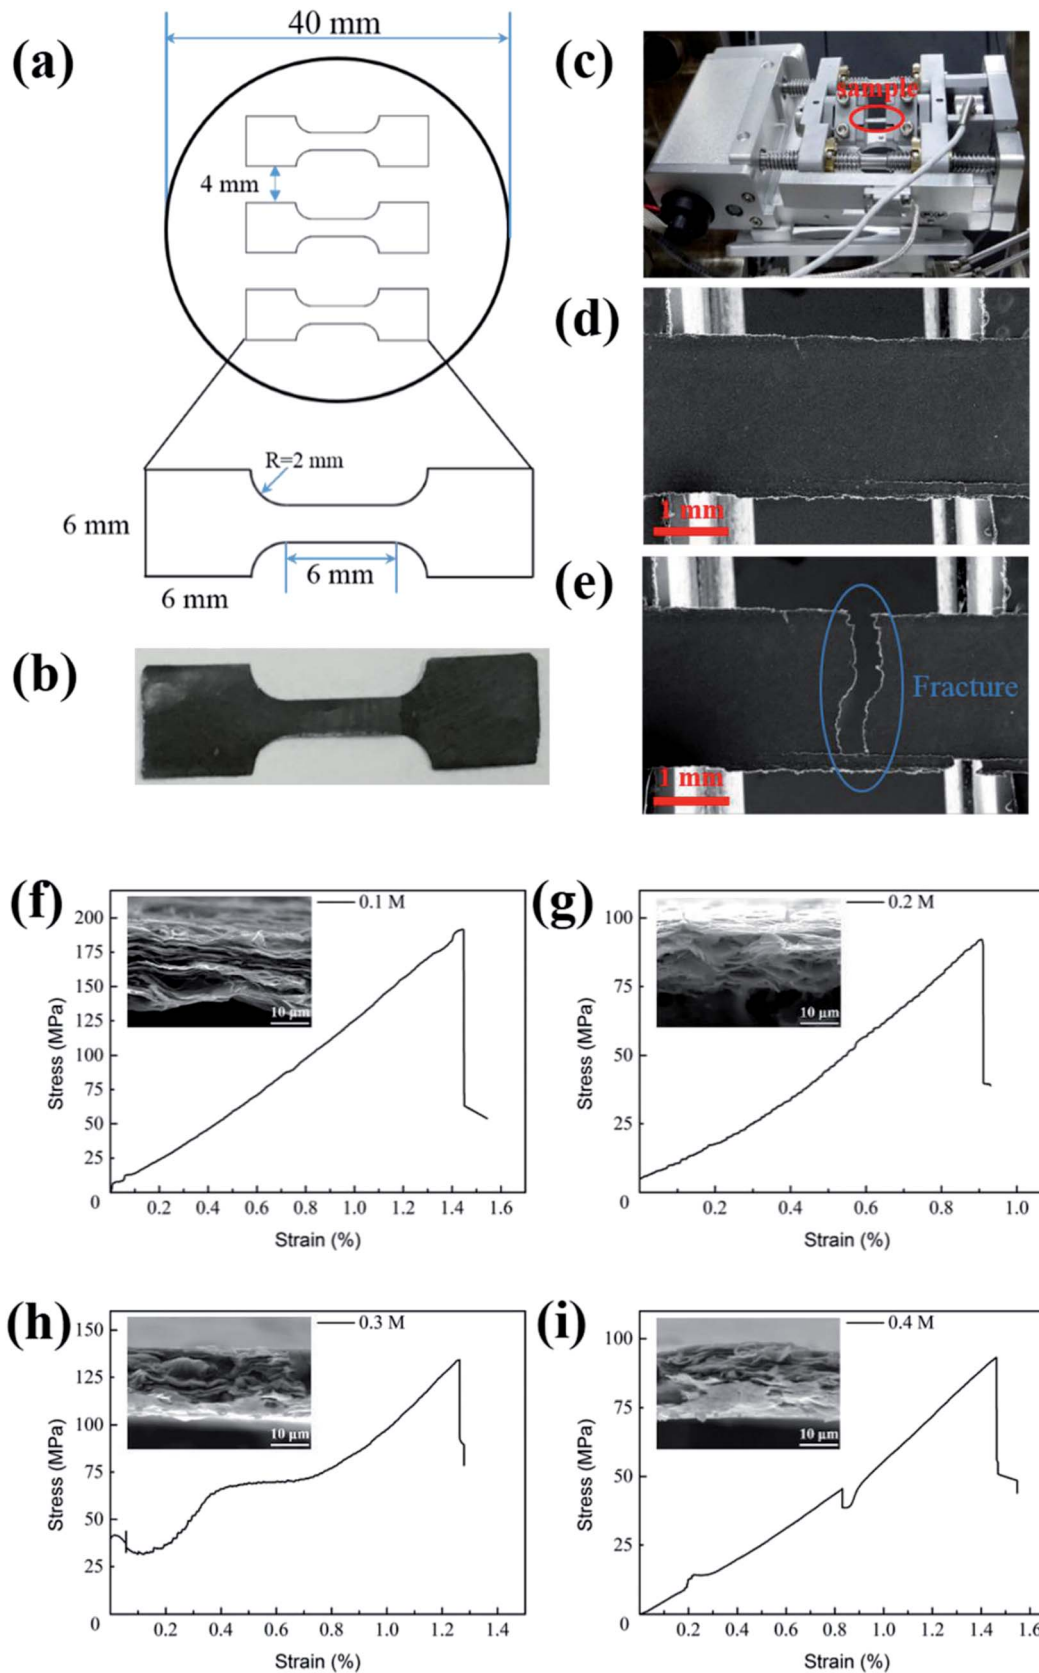 (a)
40 mm
4 mm
R=2 mm
6 mm
6 mm
6 mm
(b)
(c)
sample
(d)
1 mm
(e)
Fracture
1 mm
(f)
0.1 M
10 μm
Stress (MPa)
200
175
150
125
100
75
50
25
0
0.2 0.4 0.6 0.8 1.0 1.2 1.4 1.6
Strain (%)
(g)
0.2 M
10 μm
Stress (MPa)
100
75
50
25
0
0.2 0.4 0.6 0.8 1.0
Strain (%)
(h)
0.3 M
10 μm
Stress (MPa)
150
125
100
75
50
25
0
0.2 0.4 0.6 0.8 1.0 1.2 1.4
Strain (%)
(i)
0.4 M
10 μm
Stress (MPa)
100
75
50
25
0
0.2 0.4 0.6 0.8 1.0 1.2 1.4 1.6
Strain (%)